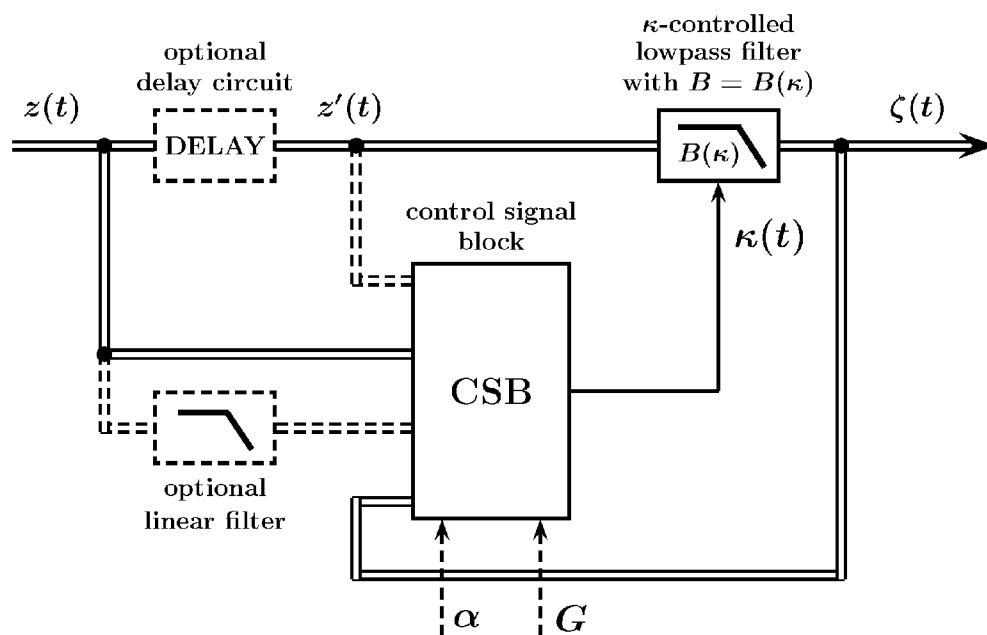 κ-controlled
lowpass filter
with B = B(κ)
optional
delay circuit
z(t)
DELAY
z′(t)
B(κ)
ζ(t)
control signal
block
κ(t)
CSB
optional
linear filter
α
G